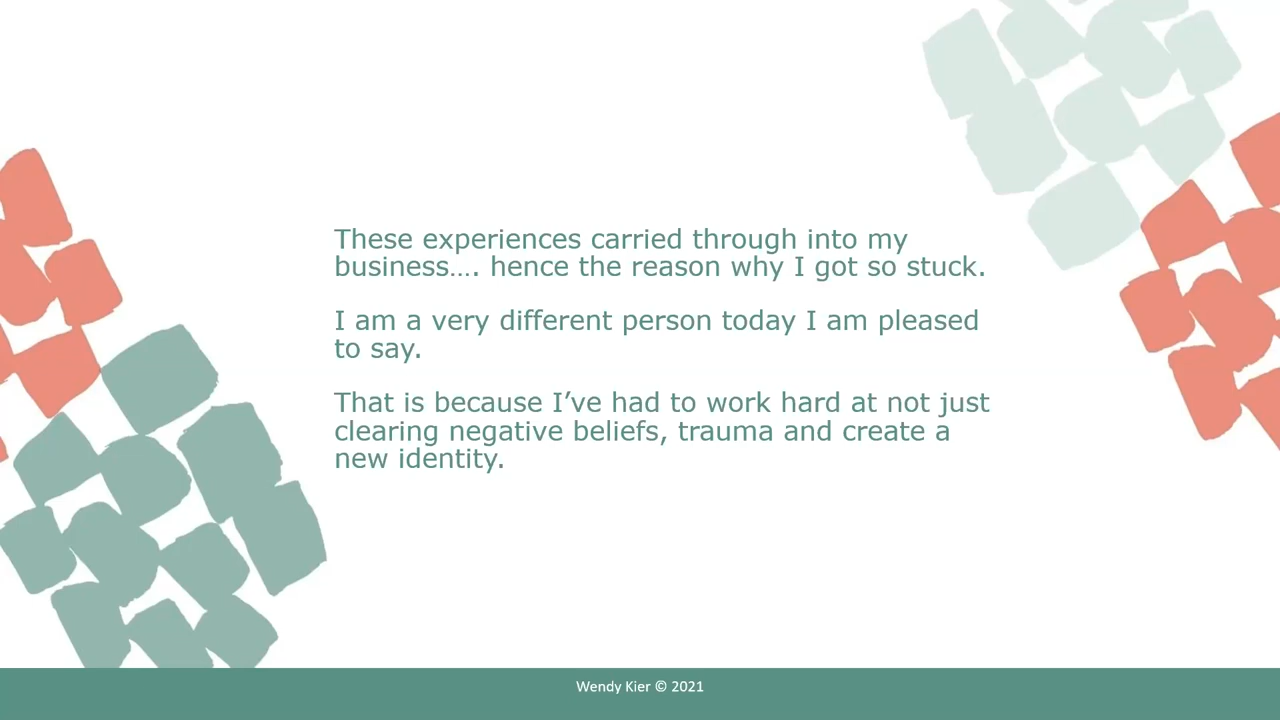 These experiences carried through into my
business…. hence the reason why I got so stuck.
I am a very different person today I am pleased
to say.
That is because I’ve had to work hard at not just
clearing negative beliefs, trauma and create a
new identity.
Wendy Kier © 2021